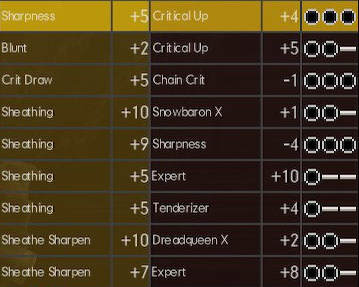 Sharpness +5 Critical Up +4
Blunt +2 Critical Up +5
Crit Draw +5 Chain Crit -1
Sheathing +10 Snowbaron X +1
Sheathing +9 Sharpness -4
Sheathing +5 Expert +10
Sheathing +5 Tenderizer +4
Sheathe Sharpen +10 Dreadqueen X +2
Sheathe Sharpen +7 Expert +8